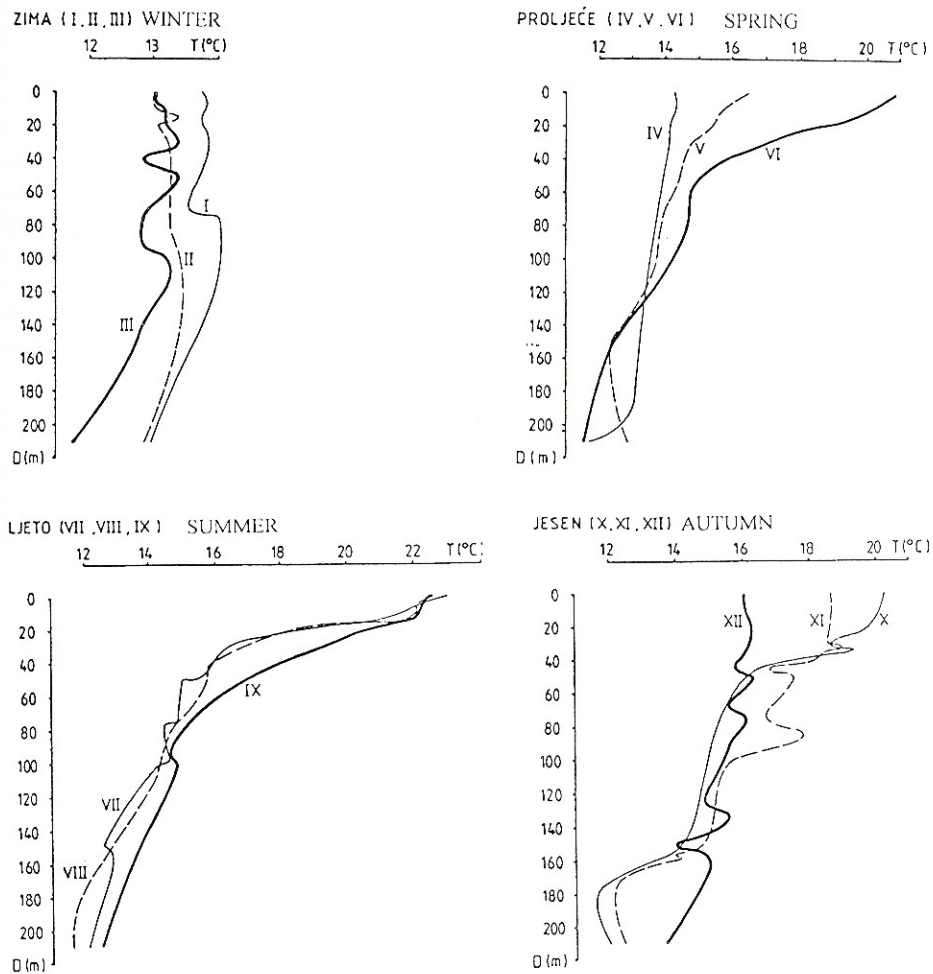 ZIMA (I, II, III) WINTER
12 13 T(°C)
0
20
40
60
80
100
120
140
160
180
200
D(m)
I
II
III
PROLJEĆE (IV, V, VI) SPRING
12 14 16 18 20 T(°C)
0
20
40
60
80
100
120
140
160
180
200
D(m)
IV
V
VI
LJETO (VII, VIII, IX) SUMMER
12 14 16 18 20 22 T(°C)
0
20
40
60
80
100
120
140
160
180
200
D(m)
IX
VII
VIII
JESEN (X, XI, XII) AUTUMN
12 14 16 18 20 T(°C)
0
20
40
60
80
100
120
140
160
180
200
D(m)
XII
XI
X